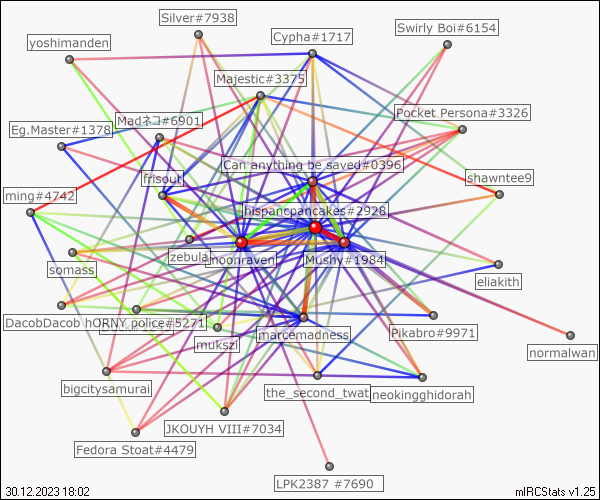 Silver#7938
Cypha#1717
Swirly Boi#6154
yoshimanden
Majestic#3375
Pocket Persona#3326
Madネコ#6901
Eg.Master#1378
Can anything be saved#0396
frisout
shawntee9
ming#4742
hispancpancakes#2928
zebular
moonraven
Mushy#1984
somass
eliakith
DacobDacob hORNY police#5271
marcemadness
Pikabro#9971
mukszi
normalwan
bigcitysamurai
the_second_twat
neokingghidorah
JKOUYH VIII#7034
Fedora Stoat#4479
LPK2387 #7690
30.12.2023 18:02
mIRCStats v1.25